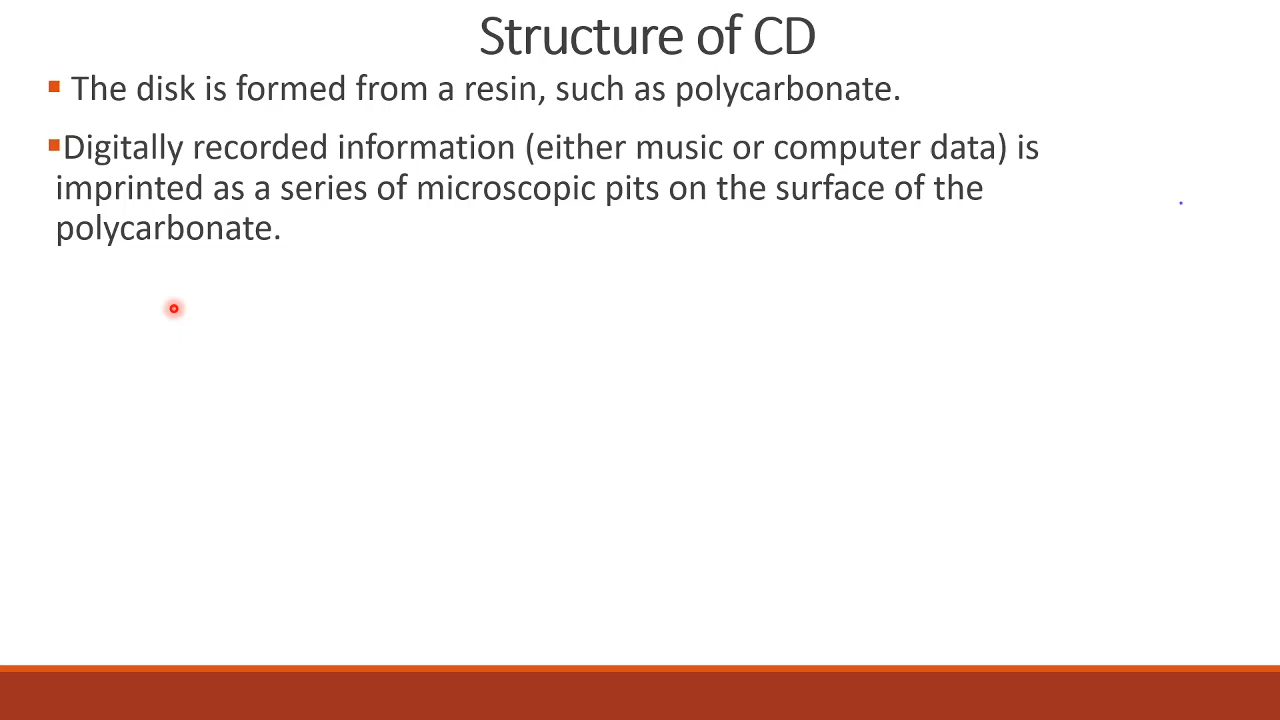 Structure of CD
▪ The disk is formed from a resin, such as polycarbonate.
▪Digitally recorded information (either music or computer data) is
imprinted as a series of microscopic pits on the surface of the
polycarbonate.